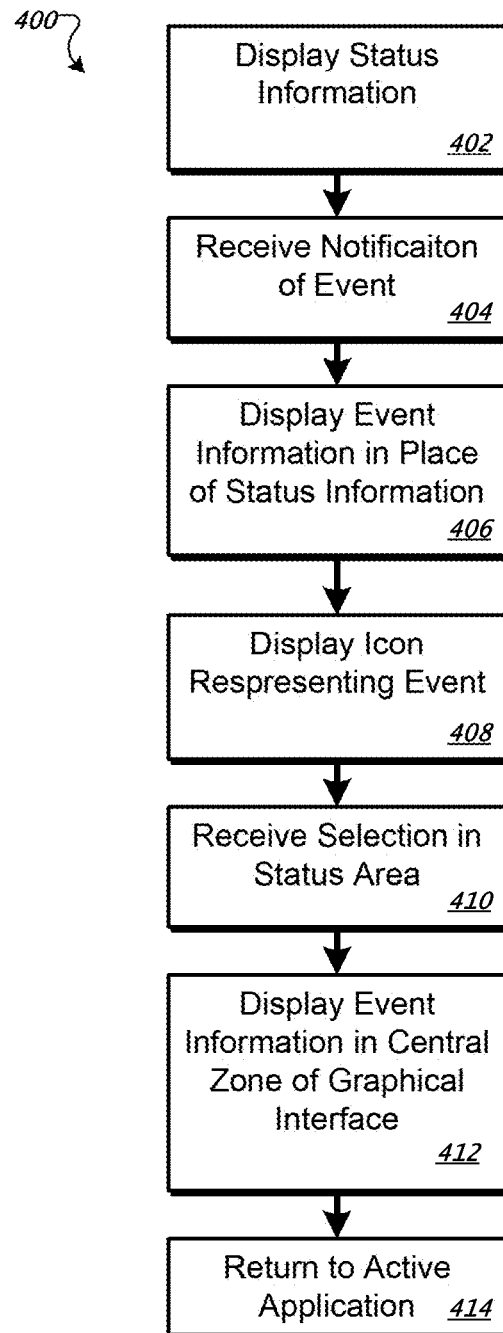 400
Display Status
Information
402
Receive Notificaiton
of Event
404
Display Event
Information in Place
of Status Information
406
Display Icon
Respresenting Event
408
Receive Selection in
Status Area
410
Display Event
Information in Central
Zone of Graphical
Interface
412
Return to Active
Application
414